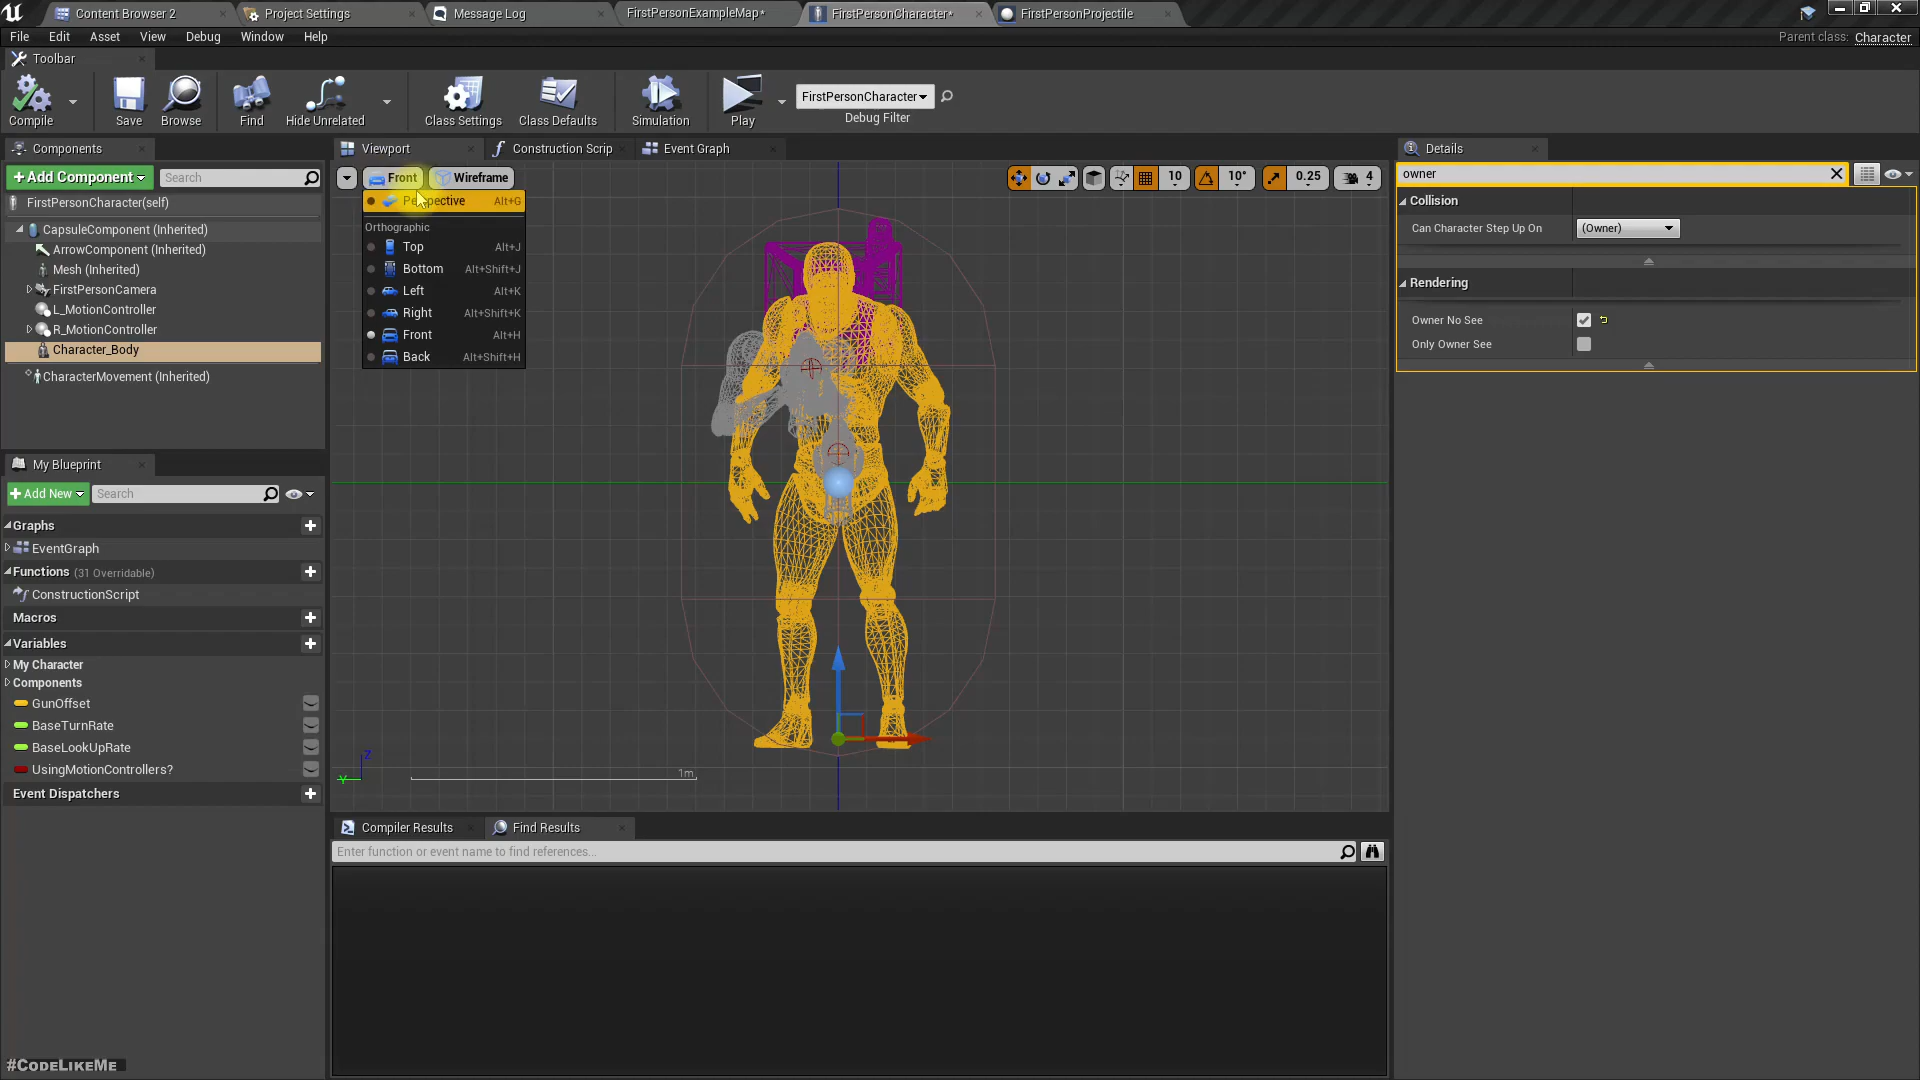 Content Browser 2
Project Settings
Message Log
FirstPersonExampleMap*
FirstPersonCharacter*
FirstPersonProjectile
File
Edit
Asset
View
Debug
Window
Help
Parent class: Character
Toolbar
Compile
Save
Browse
Find
Hide Unrelated
Class Settings
Class Defaults
Simulation
Play
FirstPersonCharacter
Debug Filter
Components
Viewport
Construction Scrip
Event Graph
Details
+Add Component
Search
Front
Wireframe
10
10°
0.25
4
owner
FirstPersonCharacter(self)
CapsuleComponent (Inherited)
ArrowComponent (Inherited)
Mesh (Inherited)
FirstPersonCamera
L_MotionController
R_MotionController
Character_Body
CharacterMovement (Inherited)
Perspective Alt+G
Orthographic
Top Alt+J
Bottom Alt+Shift+J
Left Alt+K
Right Alt+Shift+K
Front Alt+H
Back Alt+Shift+H
Collision
Can Character Step Up On
(Owner)
Rendering
Owner No See
Only Owner See
My Blueprint
+Add New
Search
Graphs
EventGraph
Functions (31 Overridable)
ConstructionScript
Macros
Variables
My Character
Components
GunOffset
BaseTurnRate
BaseLookUpRate
UsingMotionControllers?
Event Dispatchers
Z
Y
1m
Compiler Results
Find Results
Enter function or event name to find references...
#CodeLikeMe